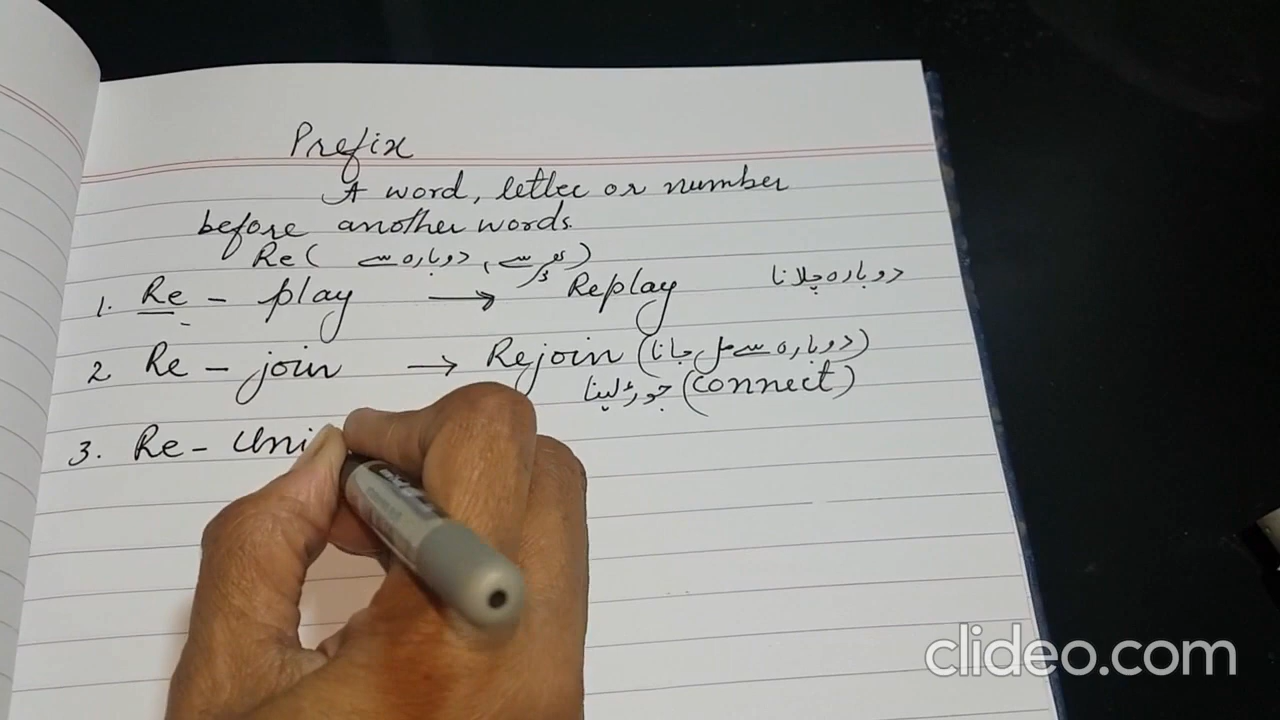 Prefix
A word, letter or number
before another words.
Re ( پھر سے, دوبارہ سے )
1. Re - play → Replay دوبارہ چلانا
2 Re - join → Rejoin (دوبارہ سے مل جانا)
جوڑ لینا (connect)
3. Re - Uni
clideo.com